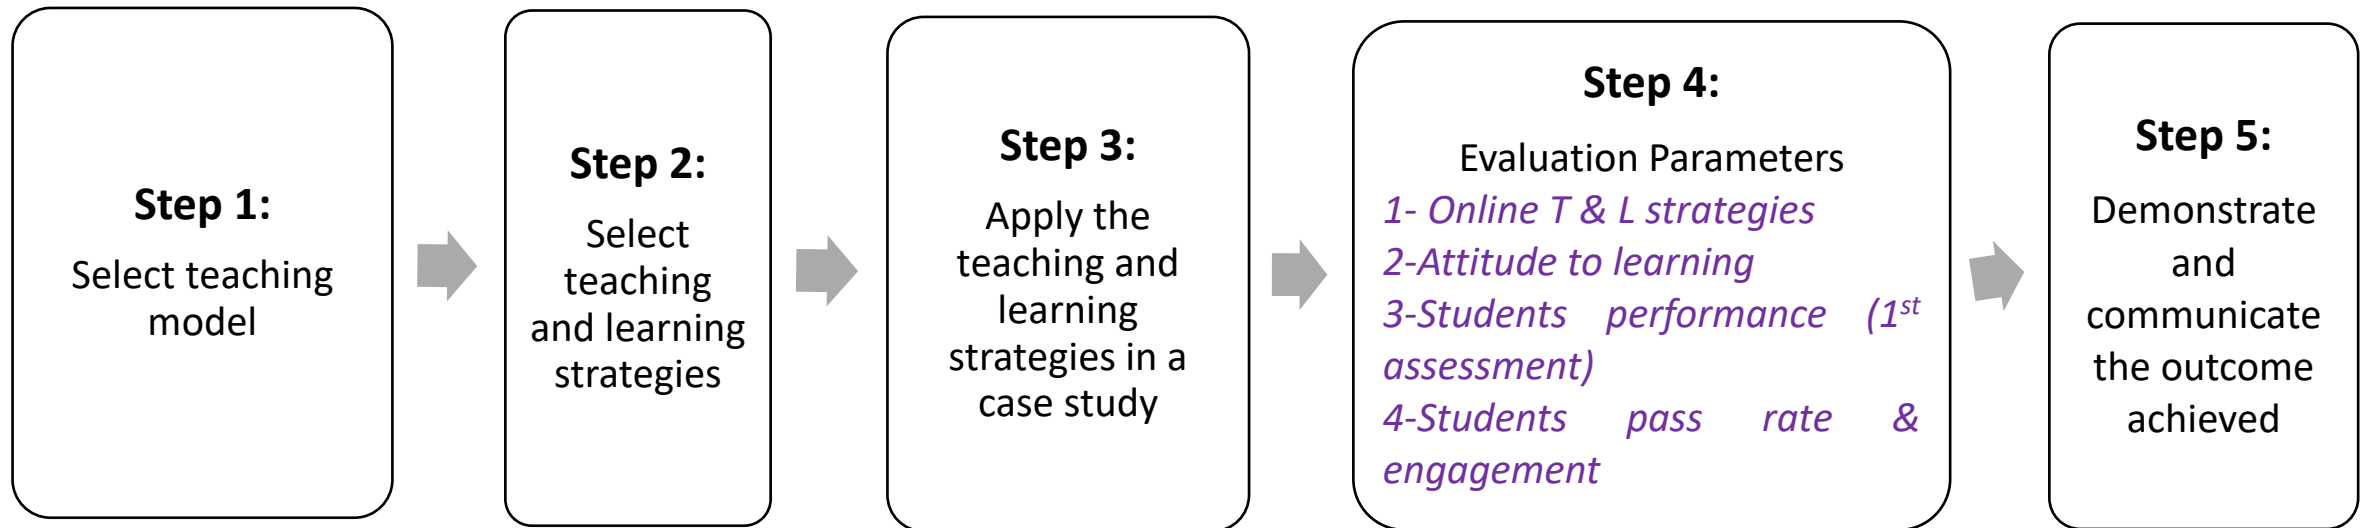 Step 1:
Select teaching
model
Step 2:
Select
teaching
and learning
strategies
Step 3:
Apply the
teaching and
learning
strategies in a
case study
Step 4:
Evaluation Parameters
1- Online T & L strategies
2-Attitude to learning
3-Students performance (1st
assessment)
4-Students pass rate &
engagement
Step 5:
Demonstrate
and
communicate
the outcome
achieved